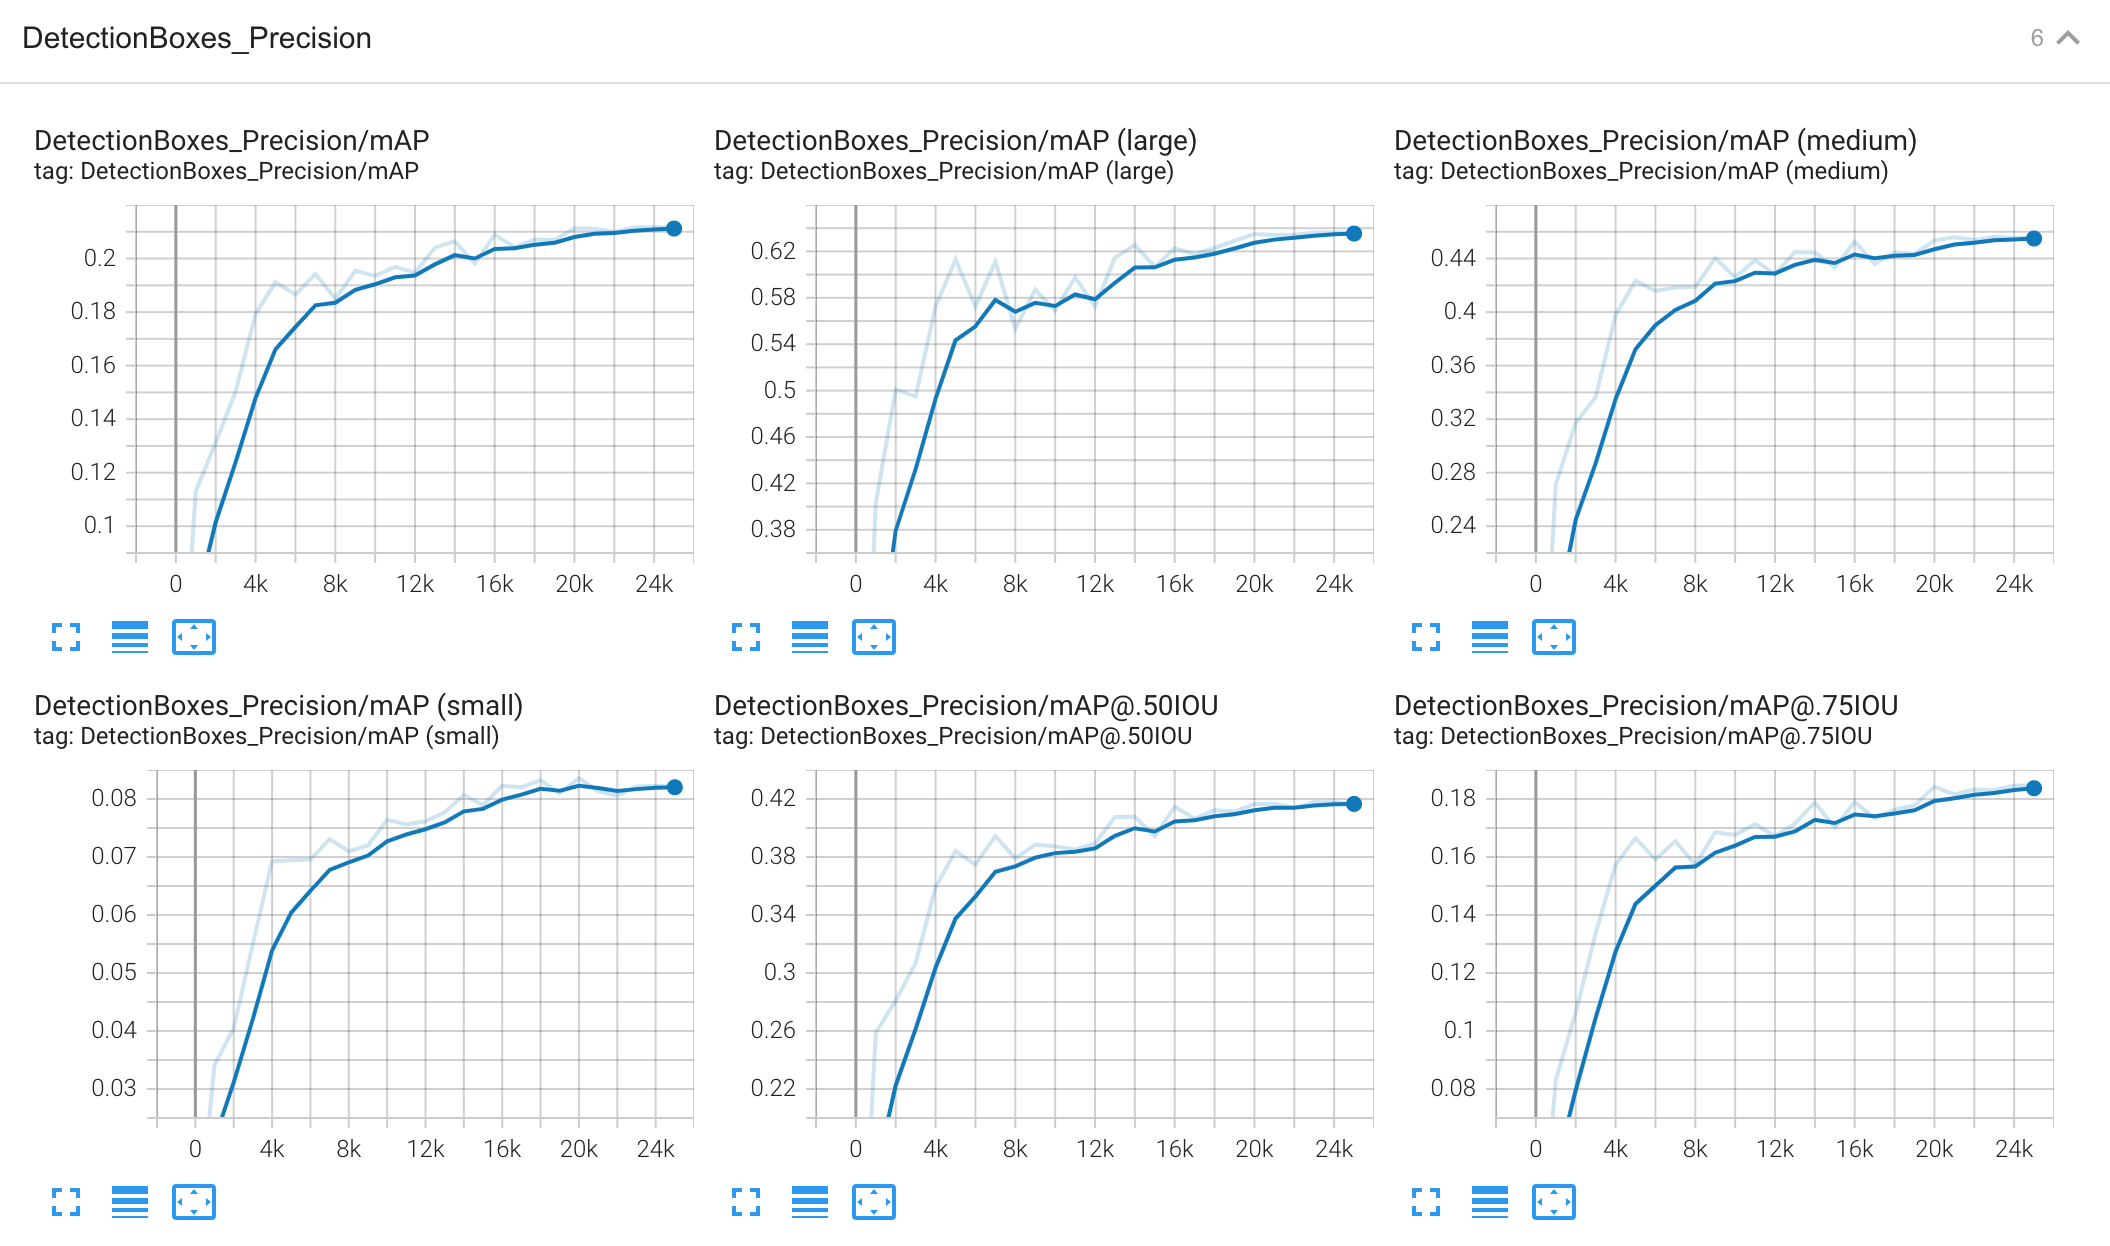 DetectionBoxes_Precision
6
DetectionBoxes_Precision/mAP
tag: DetectionBoxes_Precision/mAP
0.2
0.18
0.16
0.14
0.12
0.1
0 4k 8k 12k 16k 20k 24k
DetectionBoxes_Precision/mAP (large)
tag: DetectionBoxes_Precision/mAP (large)
0.62
0.58
0.54
0.5
0.46
0.42
0.38
0 4k 8k 12k 16k 20k 24k
DetectionBoxes_Precision/mAP (medium)
tag: DetectionBoxes_Precision/mAP (medium)
0.44
0.4
0.36
0.32
0.28
0.24
0 4k 8k 12k 16k 20k 24k
DetectionBoxes_Precision/mAP (small)
tag: DetectionBoxes_Precision/mAP (small)
0.08
0.07
0.06
0.05
0.04
0.03
0 4k 8k 12k 16k 20k 24k
DetectionBoxes_Precision/mAP@.50IOU
tag: DetectionBoxes_Precision/mAP@.50IOU
0.42
0.38
0.34
0.3
0.26
0.22
0 4k 8k 12k 16k 20k 24k
DetectionBoxes_Precision/mAP@.75IOU
tag: DetectionBoxes_Precision/mAP@.75IOU
0.18
0.16
0.14
0.12
0.1
0.08
0 4k 8k 12k 16k 20k 24k